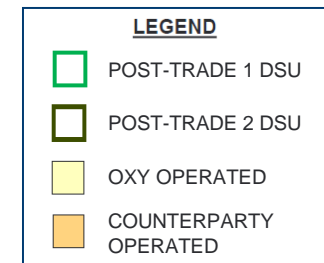 LEGEND
POST-TRADE 1 DSU
POST-TRADE 2 DSU
OXY OPERATED
COUNTERPARTY
OPERATED